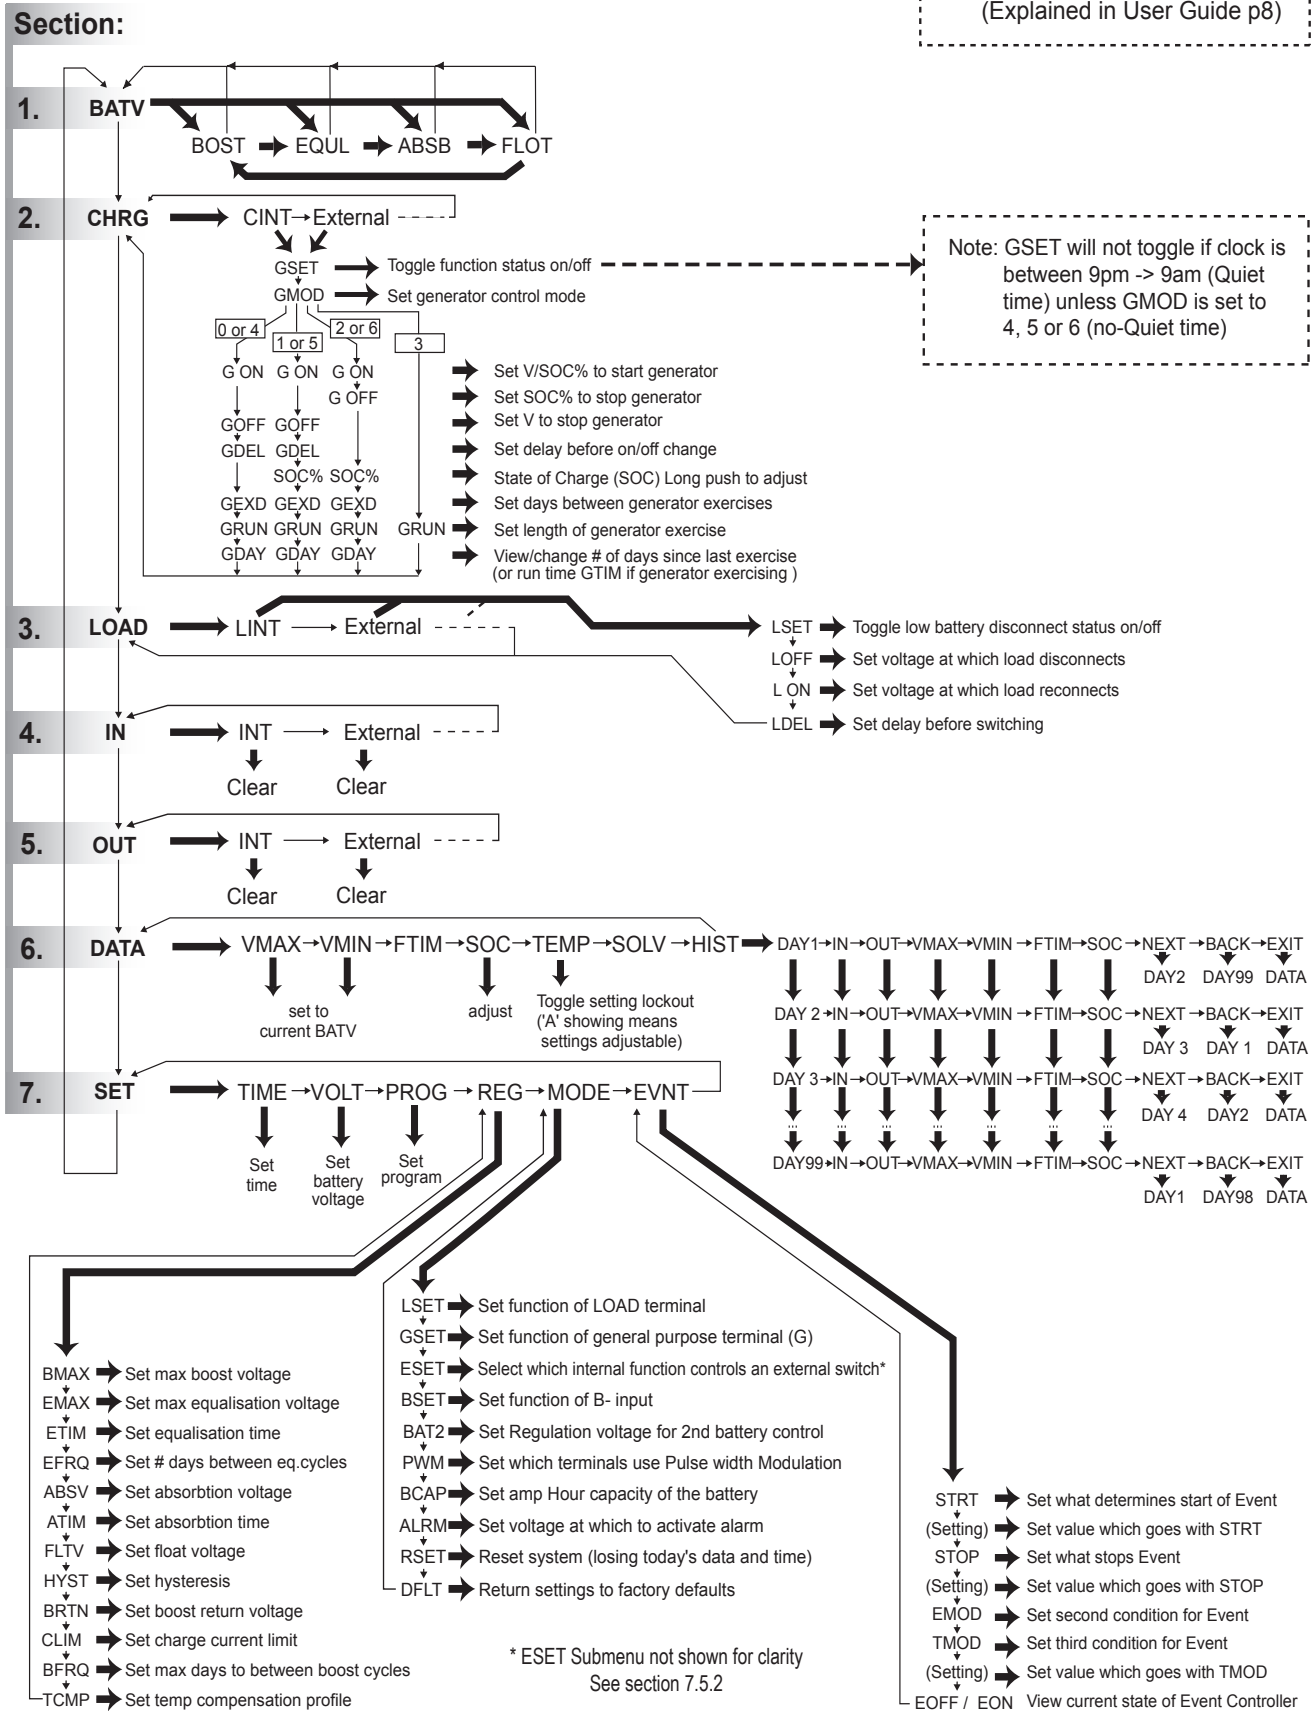 (Explained in User Guide p8)
Section:
1. BATV
BOST EQUL ABSB FLOT
2. CHRG CINT External
GSET Toggle function status on/off
GMOD Set generator control mode
Note: GSET will not toggle if clock is
between 9pm -> 9am (Quiet
time) unless GMOD is set to
4, 5 or 6 (no-Quiet time)
0 or 4 1 or 5 2 or 6 3
G ON G ON G ON Set V/SOC% to start generator
G OFF Set SOC% to stop generator
GOFF GOFF Set V to stop generator
GDEL GDEL Set delay before on/off change
SOC% SOC% State of Charge (SOC) Long push to adjust
GEXD GEXD GEXD Set days between generator exercises
GRUN GRUN GRUN GRUN Set length of generator exercise
GDAY GDAY GDAY View/change # of days since last exercise
(or run time GTIM if generator exercising )
3. LOAD LINT External
LSET Toggle low battery disconnect status on/off
LOFF Set voltage at which load disconnects
L ON Set voltage at which load reconnects
LDEL Set delay before switching
4. IN INT External
Clear Clear
5. OUT INT External
Clear Clear
6. DATA VMAX VMIN FTIM SOC TEMP SOLV HIST
set to
current BATV
adjust
Toggle setting lockout
('A' showing means
settings adjustable)
DAY1 IN OUT VMAX VMIN FTIM SOC NEXT BACK EXIT
DAY2 DAY99 DATA
DAY 2 IN OUT VMAX VMIN FTIM SOC NEXT BACK EXIT
DAY 3 DAY 1 DATA
DAY 3 IN OUT VMAX VMIN FTIM SOC NEXT BACK EXIT
DAY 4 DAY2 DATA
... ... ... ... ... ... ...
DAY99 IN OUT VMAX VMIN FTIM SOC NEXT BACK EXIT
DAY1 DAY98 DATA
7. SET TIME VOLT PROG REG MODE EVNT
Set
time
Set
battery
voltage
Set
program
BMAX Set max boost voltage
EMAX Set max equalisation voltage
ETIM Set equalisation time
EFRQ Set # days between eq.cycles
ABSV Set absorbtion voltage
ATIM Set absorbtion time
FLTV Set float voltage
HYST Set hysteresis
BRTN Set boost return voltage
CLIM Set charge current limit
BFRQ Set max days to between boost cycles
TCMP Set temp compensation profile
LSET Set function of LOAD terminal
GSET Set function of general purpose terminal (G)
ESET Select which internal function controls an external switch*
BSET Set function of B- input
BAT2 Set Regulation voltage for 2nd battery control
PWM Set which terminals use Pulse width Modulation
BCAP Set amp Hour capacity of the battery
ALRM Set voltage at which to activate alarm
RSET Reset system (losing today's data and time)
DFLT Return settings to factory defaults
* ESET Submenu not shown for clarity
See section 7.5.2
STRT Set what determines start of Event
(Setting) Set value which goes with STRT
STOP Set what stops Event
(Setting) Set value which goes with STOP
EMOD Set second condition for Event
TMOD Set third condition for Event
(Setting) Set value which goes with TMOD
EOFF / EON View current state of Event Controller